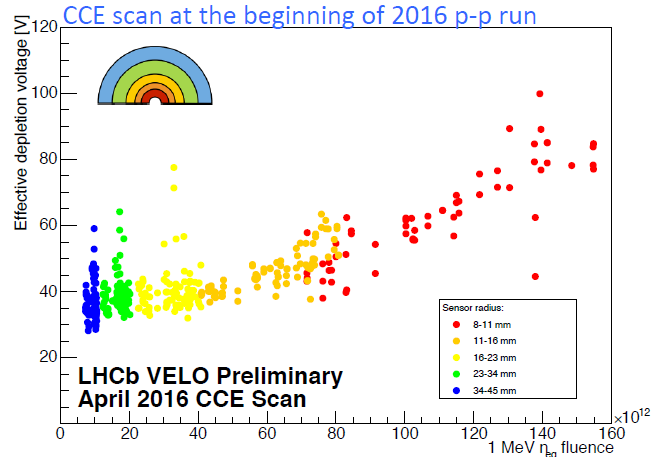 CCE scan at the beginning of 2016 p-p run
Effective depletion voltage [V]
120
100
80
60
40
20
Sensor radius:
8-11 mm
11-16 mm
16-23 mm
23-34 mm
34-45 mm
LHCb VELO Preliminary
April 2016 CCE Scan
0 20 40 60 80 100 120 140 160
×10¹²
1 MeV n_eq fluence